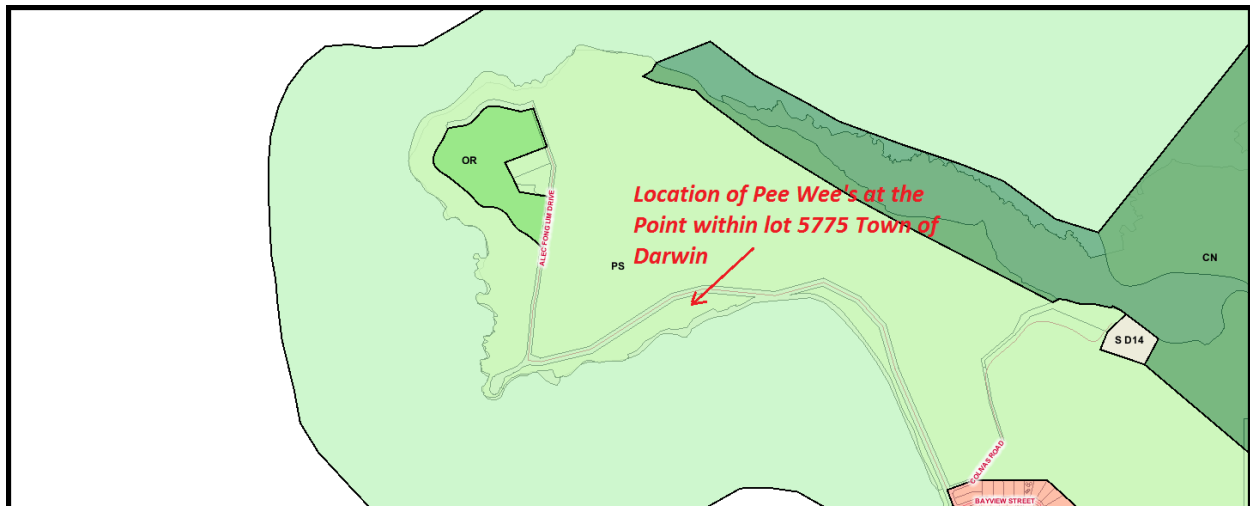 OR
Location of Pee Wee's at the
Point within lot 5775 Town of
Darwin
ALEC FONG LIM DRIVE
PS
CN
S D14
COLIVAS ROAD
BAYVIEW STREET